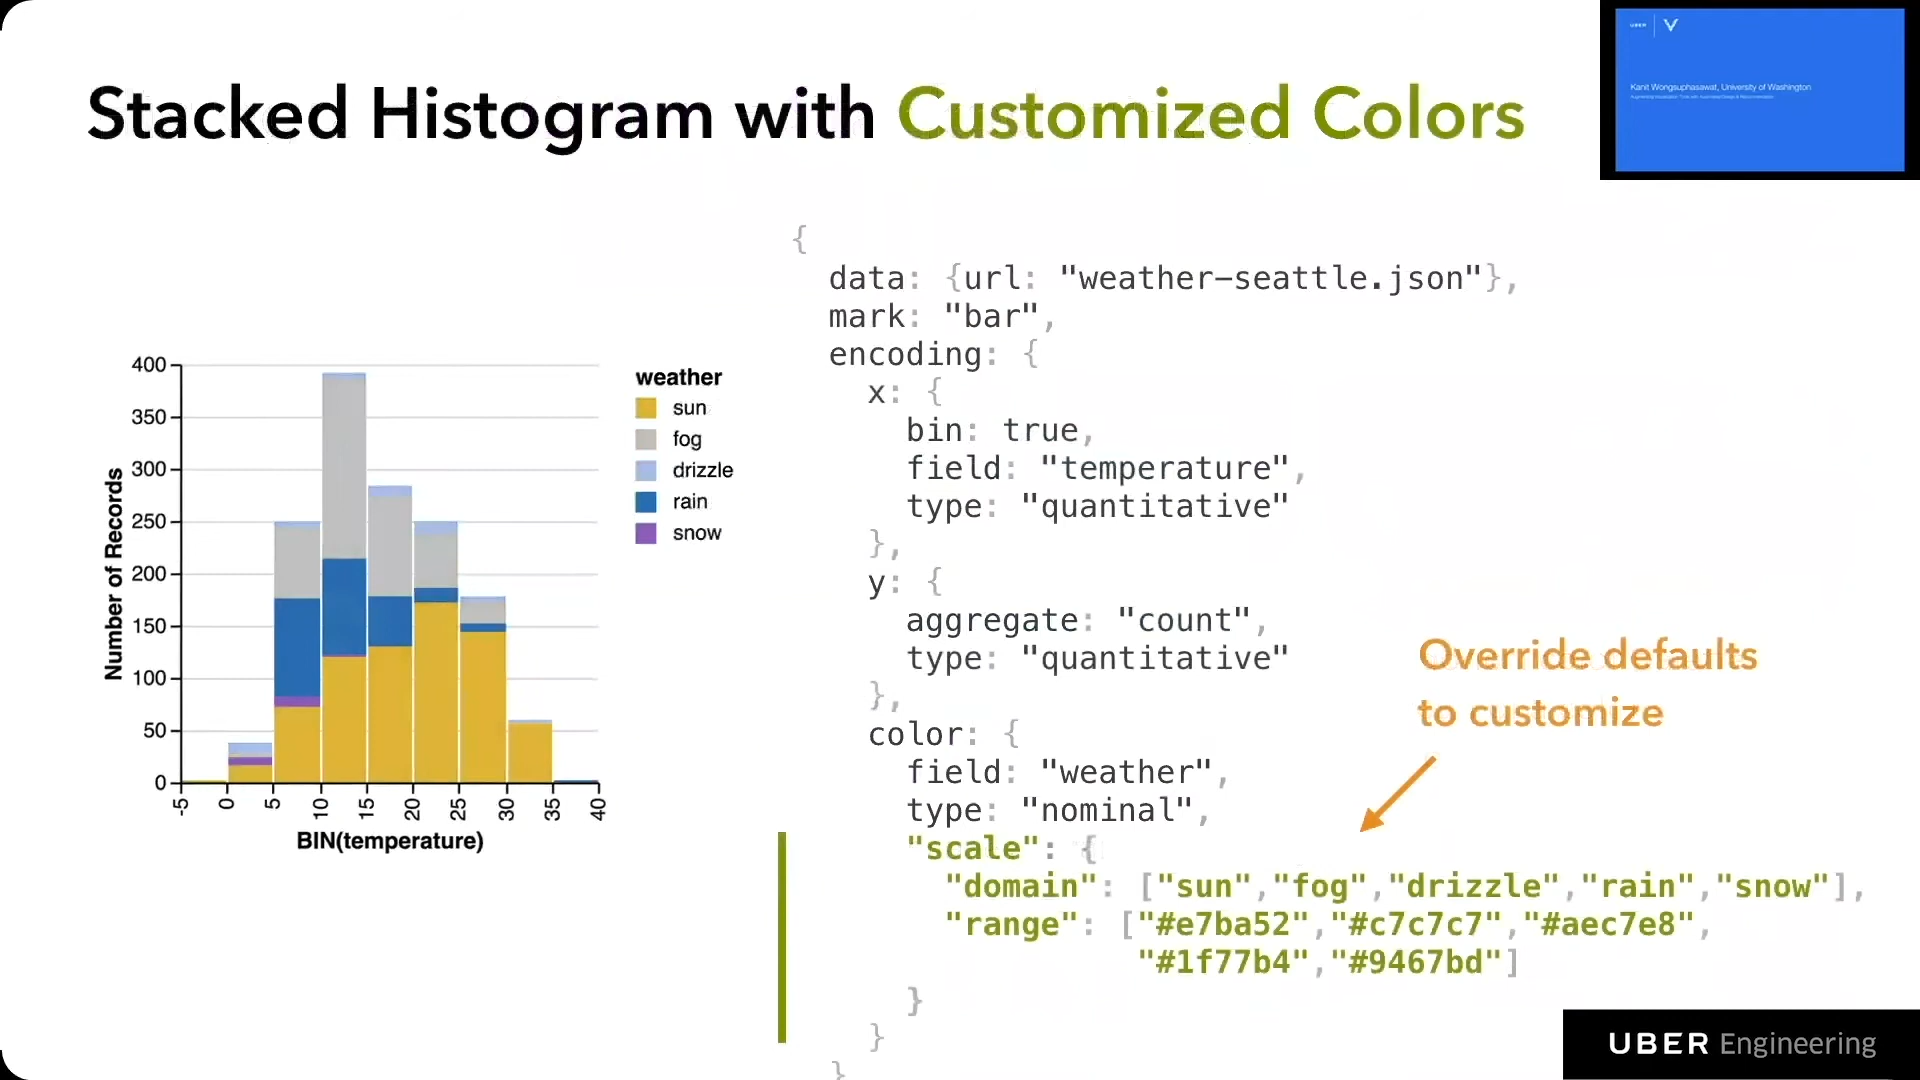 Stacked Histogram with Customized Colors
UBER
Kanit Wongsuphasawat, University of Washington
{
data: {url: "weather-seattle.json"},
mark: "bar",
encoding: {
x: {
bin: true,
field: "temperature",
type: "quantitative"
},
y: {
aggregate: "count",
type: "quantitative"
},
color: {
field: "weather",
type: "nominal",
"scale": {
"domain": ["sun","fog","drizzle","rain","snow"],
"range": ["#e7ba52","#c7c7c7","#aec7e8",
"#1f77b4","#9467bd"]
}
}
}
Override defaults
to customize
Number of Records
400
350
300
250
200
150
100
50
0
-5 0 5 10 15 20 25 30 35 40
BIN(temperature)
weather
sun
fog
drizzle
rain
snow
UBER Engineering